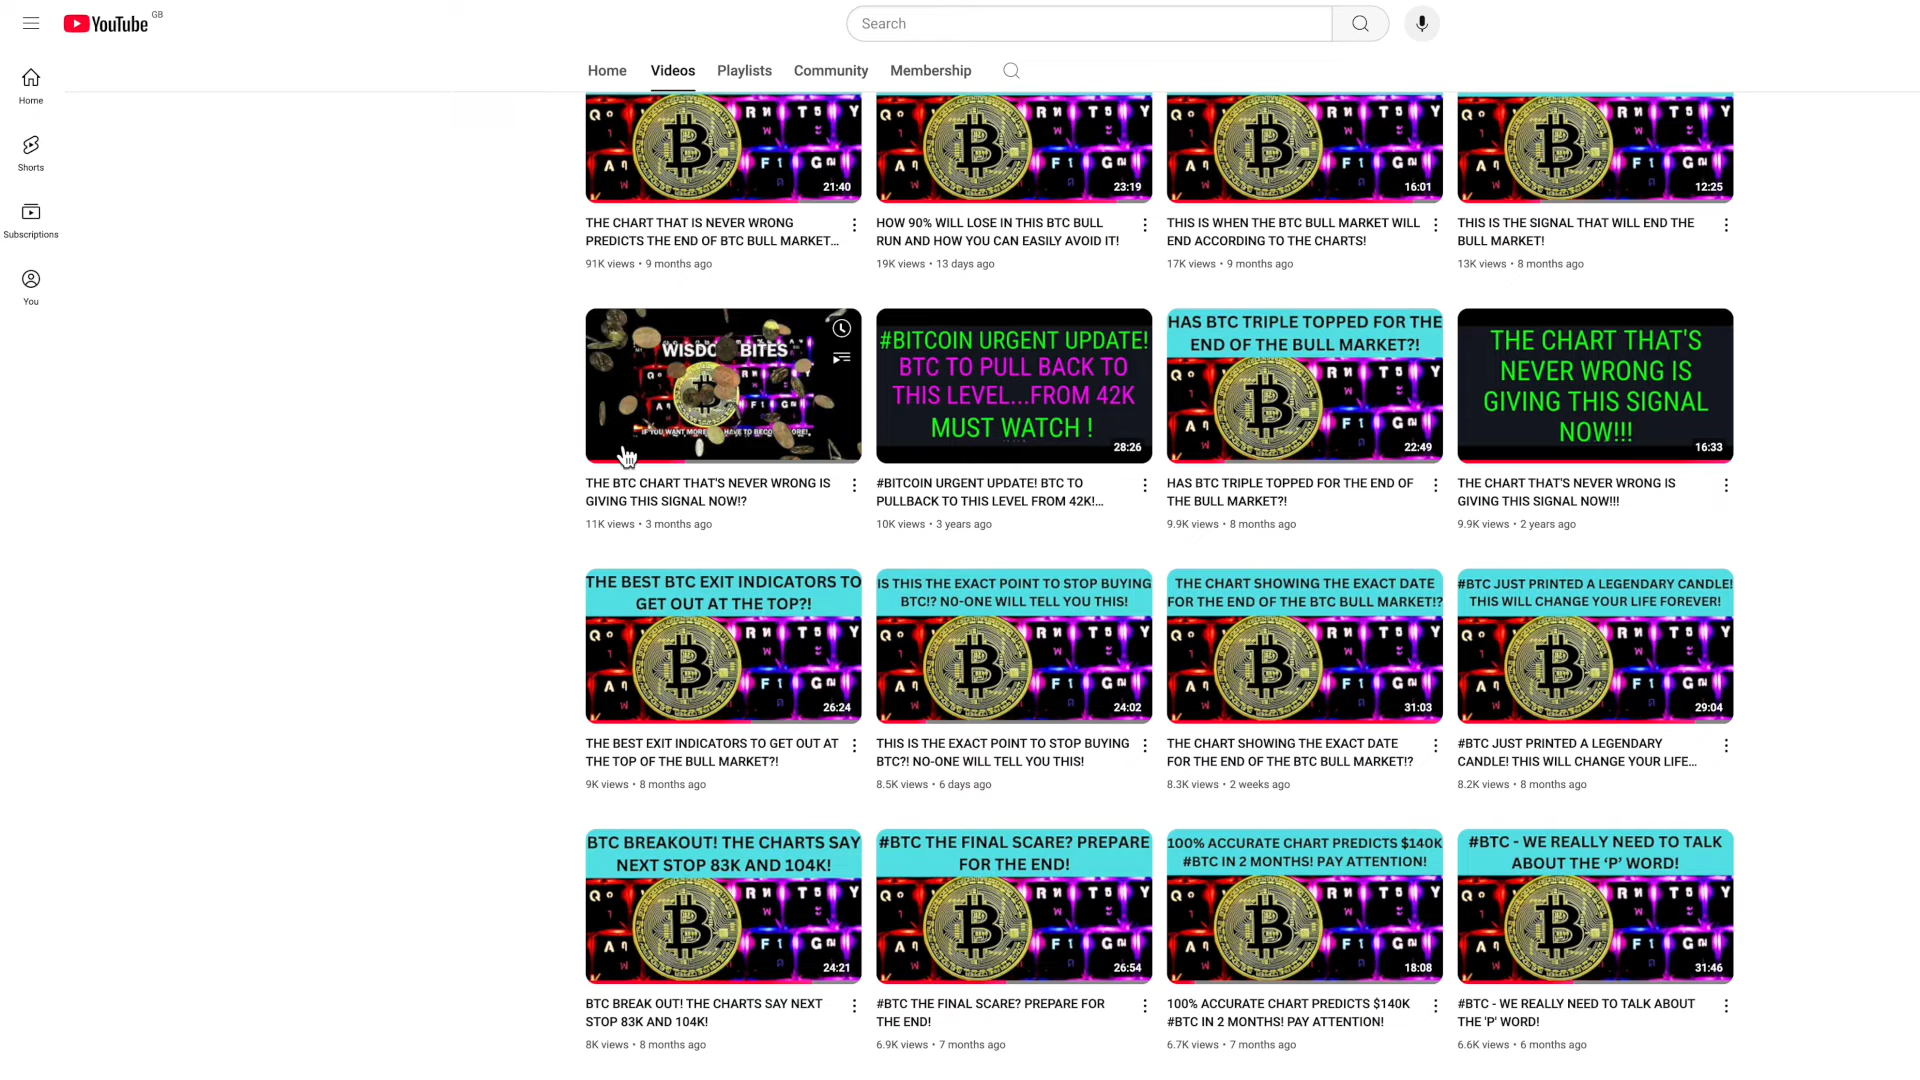 YouTube GB
Search
Home
Videos
Playlists
Community
Membership
Home
Shorts
Subscriptions
You
21:40
23:19
16:01
12:25
THE CHART THAT IS NEVER WRONG
PREDICTS THE END OF BTC BULL MARKET...
91K views • 9 months ago
HOW 90% WILL LOSE IN THIS BTC BULL
RUN AND HOW YOU CAN EASILY AVOID IT!
19K views • 13 days ago
THIS IS WHEN THE BTC BULL MARKET WILL
END ACCORDING TO THE CHARTS!
17K views • 9 months ago
THIS IS THE SIGNAL THAT WILL END THE
BULL MARKET!
13K views • 8 months ago
#BITCOIN URGENT UPDATE!
BTC TO PULL BACK TO
THIS LEVEL...FROM 42K
MUST WATCH !
28:26
HAS BTC TRIPLE TOPPED FOR THE
END OF THE BULL MARKET?!
22:49
THE CHART THAT'S
NEVER WRONG IS
GIVING THIS SIGNAL
NOW!!!
16:33
THE BTC CHART THAT'S NEVER WRONG IS
GIVING THIS SIGNAL NOW!?
11K views • 3 months ago
#BITCOIN URGENT UPDATE! BTC TO
PULLBACK TO THIS LEVEL FROM 42K!...
10K views • 3 years ago
HAS BTC TRIPLE TOPPED FOR THE END OF
THE BULL MARKET?!
9.9K views • 8 months ago
THE CHART THAT'S NEVER WRONG IS
GIVING THIS SIGNAL NOW!!!
9.9K views • 2 years ago
THE BEST BTC EXIT INDICATORS TO
GET OUT AT THE TOP?!
26:24
IS THIS THE EXACT POINT TO STOP BUYING
BTC!? NO-ONE WILL TELL YOU THIS!
24:02
THE CHART SHOWING THE EXACT DATE
FOR THE END OF THE BTC BULL MARKET!?
31:03
#BTC JUST PRINTED A LEGENDARY CANDLE!
THIS WILL CHANGE YOUR LIFE FOREVER!
29:04
THE BEST EXIT INDICATORS TO GET OUT AT
THE TOP OF THE BULL MARKET?!
9K views • 8 months ago
THIS IS THE EXACT POINT TO STOP BUYING
BTC?! NO-ONE WILL TELL YOU THIS!
8.5K views • 6 days ago
THE CHART SHOWING THE EXACT DATE
FOR THE END OF THE BTC BULL MARKET!?
8.3K views • 2 weeks ago
#BTC JUST PRINTED A LEGENDARY
CANDLE! THIS WILL CHANGE YOUR LIFE...
8.2K views • 8 months ago
BTC BREAKOUT! THE CHARTS SAY
NEXT STOP 83K AND 104K!
24:21
#BTC THE FINAL SCARE? PREPARE
FOR THE END!
26:54
100% ACCURATE CHART PREDICTS $140K
#BTC IN 2 MONTHS! PAY ATTENTION!
18:08
#BTC - WE REALLY NEED TO TALK
ABOUT THE ‘P’ WORD!
31:46
BTC BREAK OUT! THE CHARTS SAY NEXT
STOP 83K AND 104K!
8K views • 8 months ago
#BTC THE FINAL SCARE? PREPARE FOR
THE END!
6.9K views • 7 months ago
100% ACCURATE CHART PREDICTS $140K
#BTC IN 2 MONTHS! PAY ATTENTION!
6.7K views • 7 months ago
#BTC - WE REALLY NEED TO TALK ABOUT
THE 'P' WORD!
6.6K views • 6 months ago